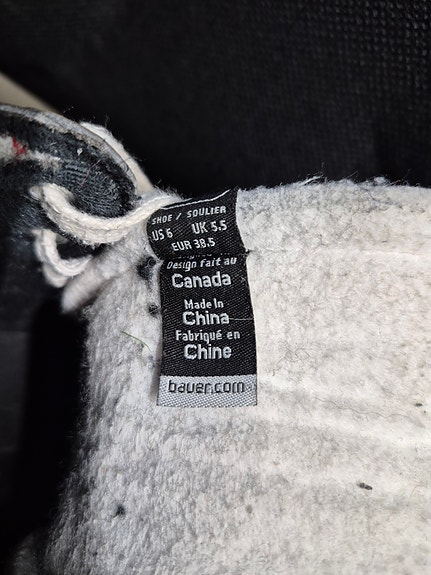 SHOE / SOULIER
US 6 UK 5.5
EUR 38.5
Design fait au
Canada
Made in
China
Fabriqué en
Chine
bauer.com